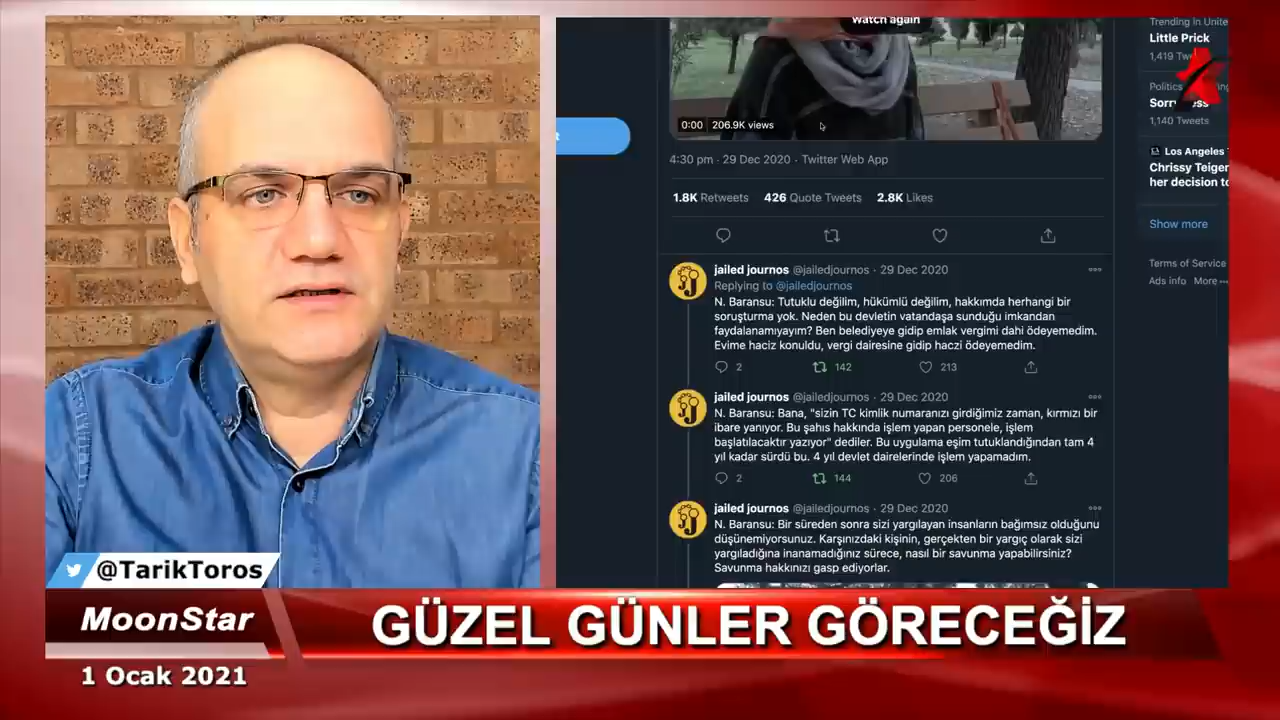 Watch again
0:00 206.9K views
4:30 pm · 29 Dec 2020 · Twitter Web App
1.8K Retweets 426 Quote Tweets 2.8K Likes
jailed journos @jailedjournos · 29 Dec 2020
Replying to @jailedjournos
N. Baransu: Tutuklu değilim, hükümlü değilim, hakkımda herhangi bir
soruşturma yok. Neden bu devletin vatandaşa sunduğu imkandan
faydalanamıyayım? Ben belediyeye gidip emlak vergimi dahi ödeyemedim.
Evime haciz konuldu, vergi dairesine gidip haczi ödeyemedim.
2 142 213
jailed journos @jailedjournos · 29 Dec 2020
N. Baransu: Bana, "sizin TC kimlik numaranızı girdiğimiz zaman, kırmızı bir
ibare yanıyor. Bu şahıs hakkında işlem yapan personele, işlem
başlatılacaktır yazıyor" dediler. Bu uygulama eşim tutuklandığından tam 4
yıl kadar sürdü bu. 4 yıl devlet dairelerinde işlem yapamadım.
2 144 206
jailed journos @jailedjournos · 29 Dec 2020
N. Baransu: Bir süreden sonra sizi yargılayan insanların bağımsız olduğunu
düşünemiyorsunuz. Karşınızdaki kişinin, gerçekten bir yargıç olarak sizi
yargıladığına inanamadığınız sürece, nasıl bir savunma yapabilirsiniz?
Savunma hakkınızı gasp ediyorlar.
Trending in Unite
Little Prick
1,419
Politics
1,140 Tweets
Los Angeles
Chrissy Teigen
her decision to
Show more
Terms of Service
Ads info More
@TarikToros
MoonStar
GÜZEL GÜNLER GÖRECEĞİZ
1 Ocak 2021